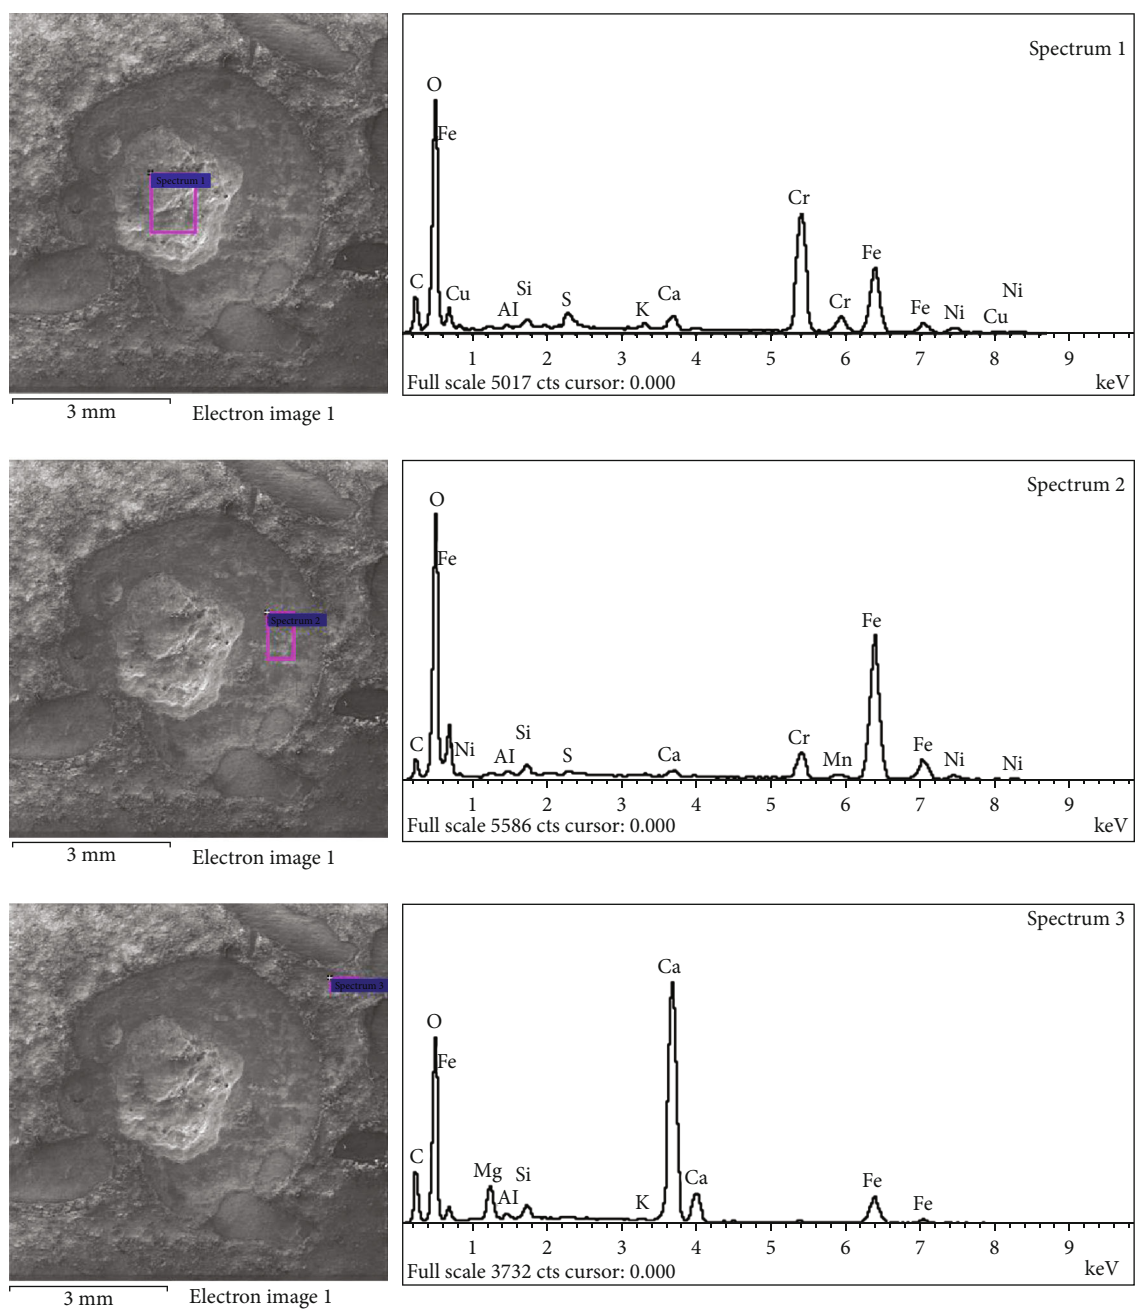 Spectrum 1
Spectrum 1
O
Fe
C
Cu
AI
Si
S
K
Ca
Cr
Cr
Fe
Fe
Ni
Cu
Ni
1 2 3 4 5 6 7 8 9
Full scale 5017 cts cursor: 0.000
keV
3 mm
Electron image 1
Spectrum 2
Spectrum 2
O
Fe
C
Ni
AI
Si
S
Ca
Cr
Mn
Fe
Fe
Ni
Ni
1 2 3 4 5 6 7 8 9
Full scale 5586 cts cursor: 0.000
keV
3 mm
Electron image 1
Spectrum 3
Spectrum 3
O
Fe
C
Mg
AI
Si
K
Ca
Ca
Fe
Fe
1 2 3 4 5 6 7 8 9
Full scale 3732 cts cursor: 0.000
keV
3 mm
Electron image 1